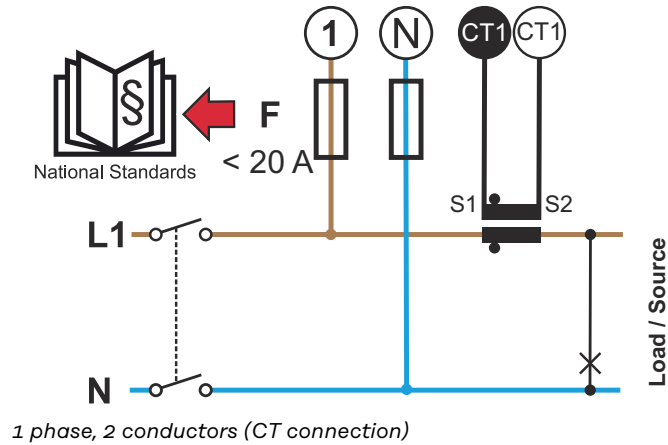 1 N CT1 CT1
§
F
National Standards
< 20 A
S1 S2
L1
N
Load / Source
1 phase, 2 conductors (CT connection)